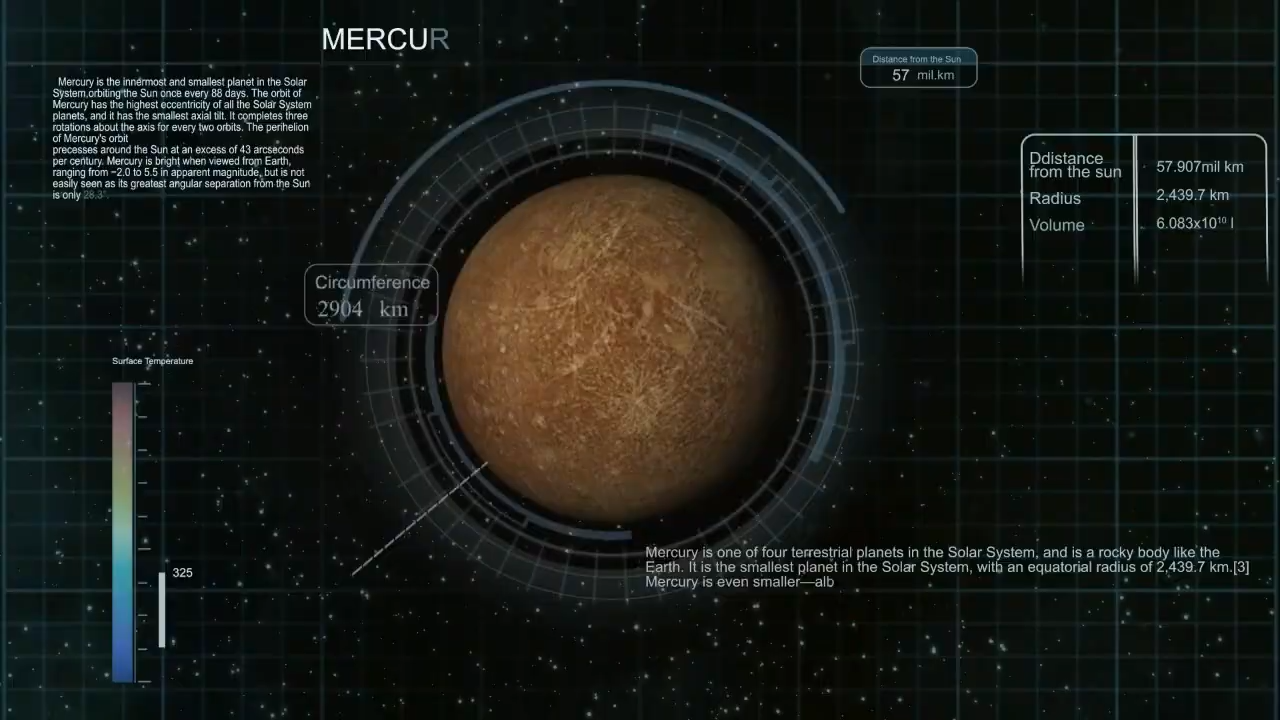 MERCUR
Distance from the Sun
57 mil.km
Mercury is the innermost and smallest planet in the Solar
System,orbiting the Sun once every 88 days. The orbit of
Mercury has the highest eccentricity of all the Solar System
planets, and it has the smallest axial tilt. It completes three
rotations about the axis for every two orbits. The perihelion
of Mercury's orbit
precesses around the Sun at an excess of 43 arcseconds
per century. Mercury is bright when viewed from Earth,
ranging from −2.0 to 5.5 in apparent magnitude, but is not
easily seen as its greatest angular separation from the Sun
is only 28.3°.
Ddistance
from the sun
57.907mil km
Radius
2,439.7 km
Volume
6.083x10¹⁰ l
Circumference
2904 km
Surface Temperature
325
Mercury is one of four terrestrial planets in the Solar System, and is a rocky body like the
Earth. It is the smallest planet in the Solar System, with an equatorial radius of 2,439.7 km.[3]
Mercury is even smaller—alb